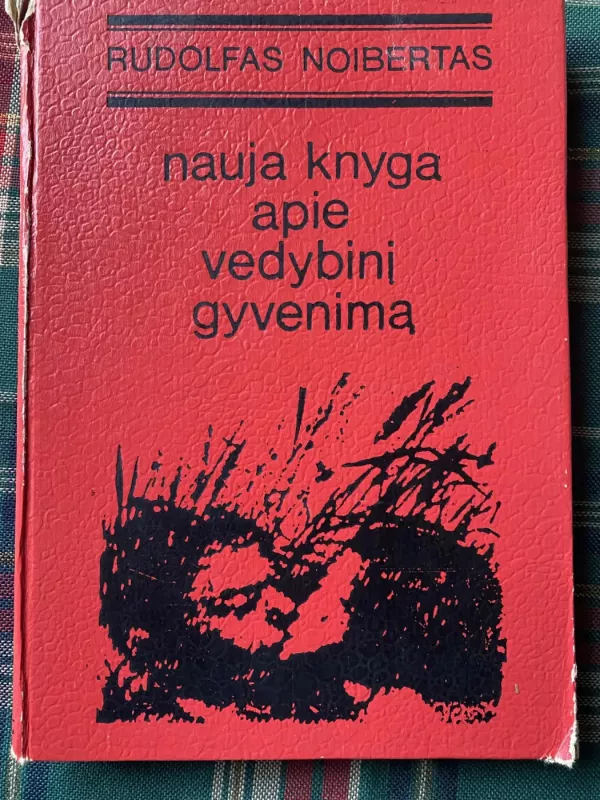 RUDOLFAS NOIBERTAS
nauja knyga
apie
vedybinį
gyvenimą